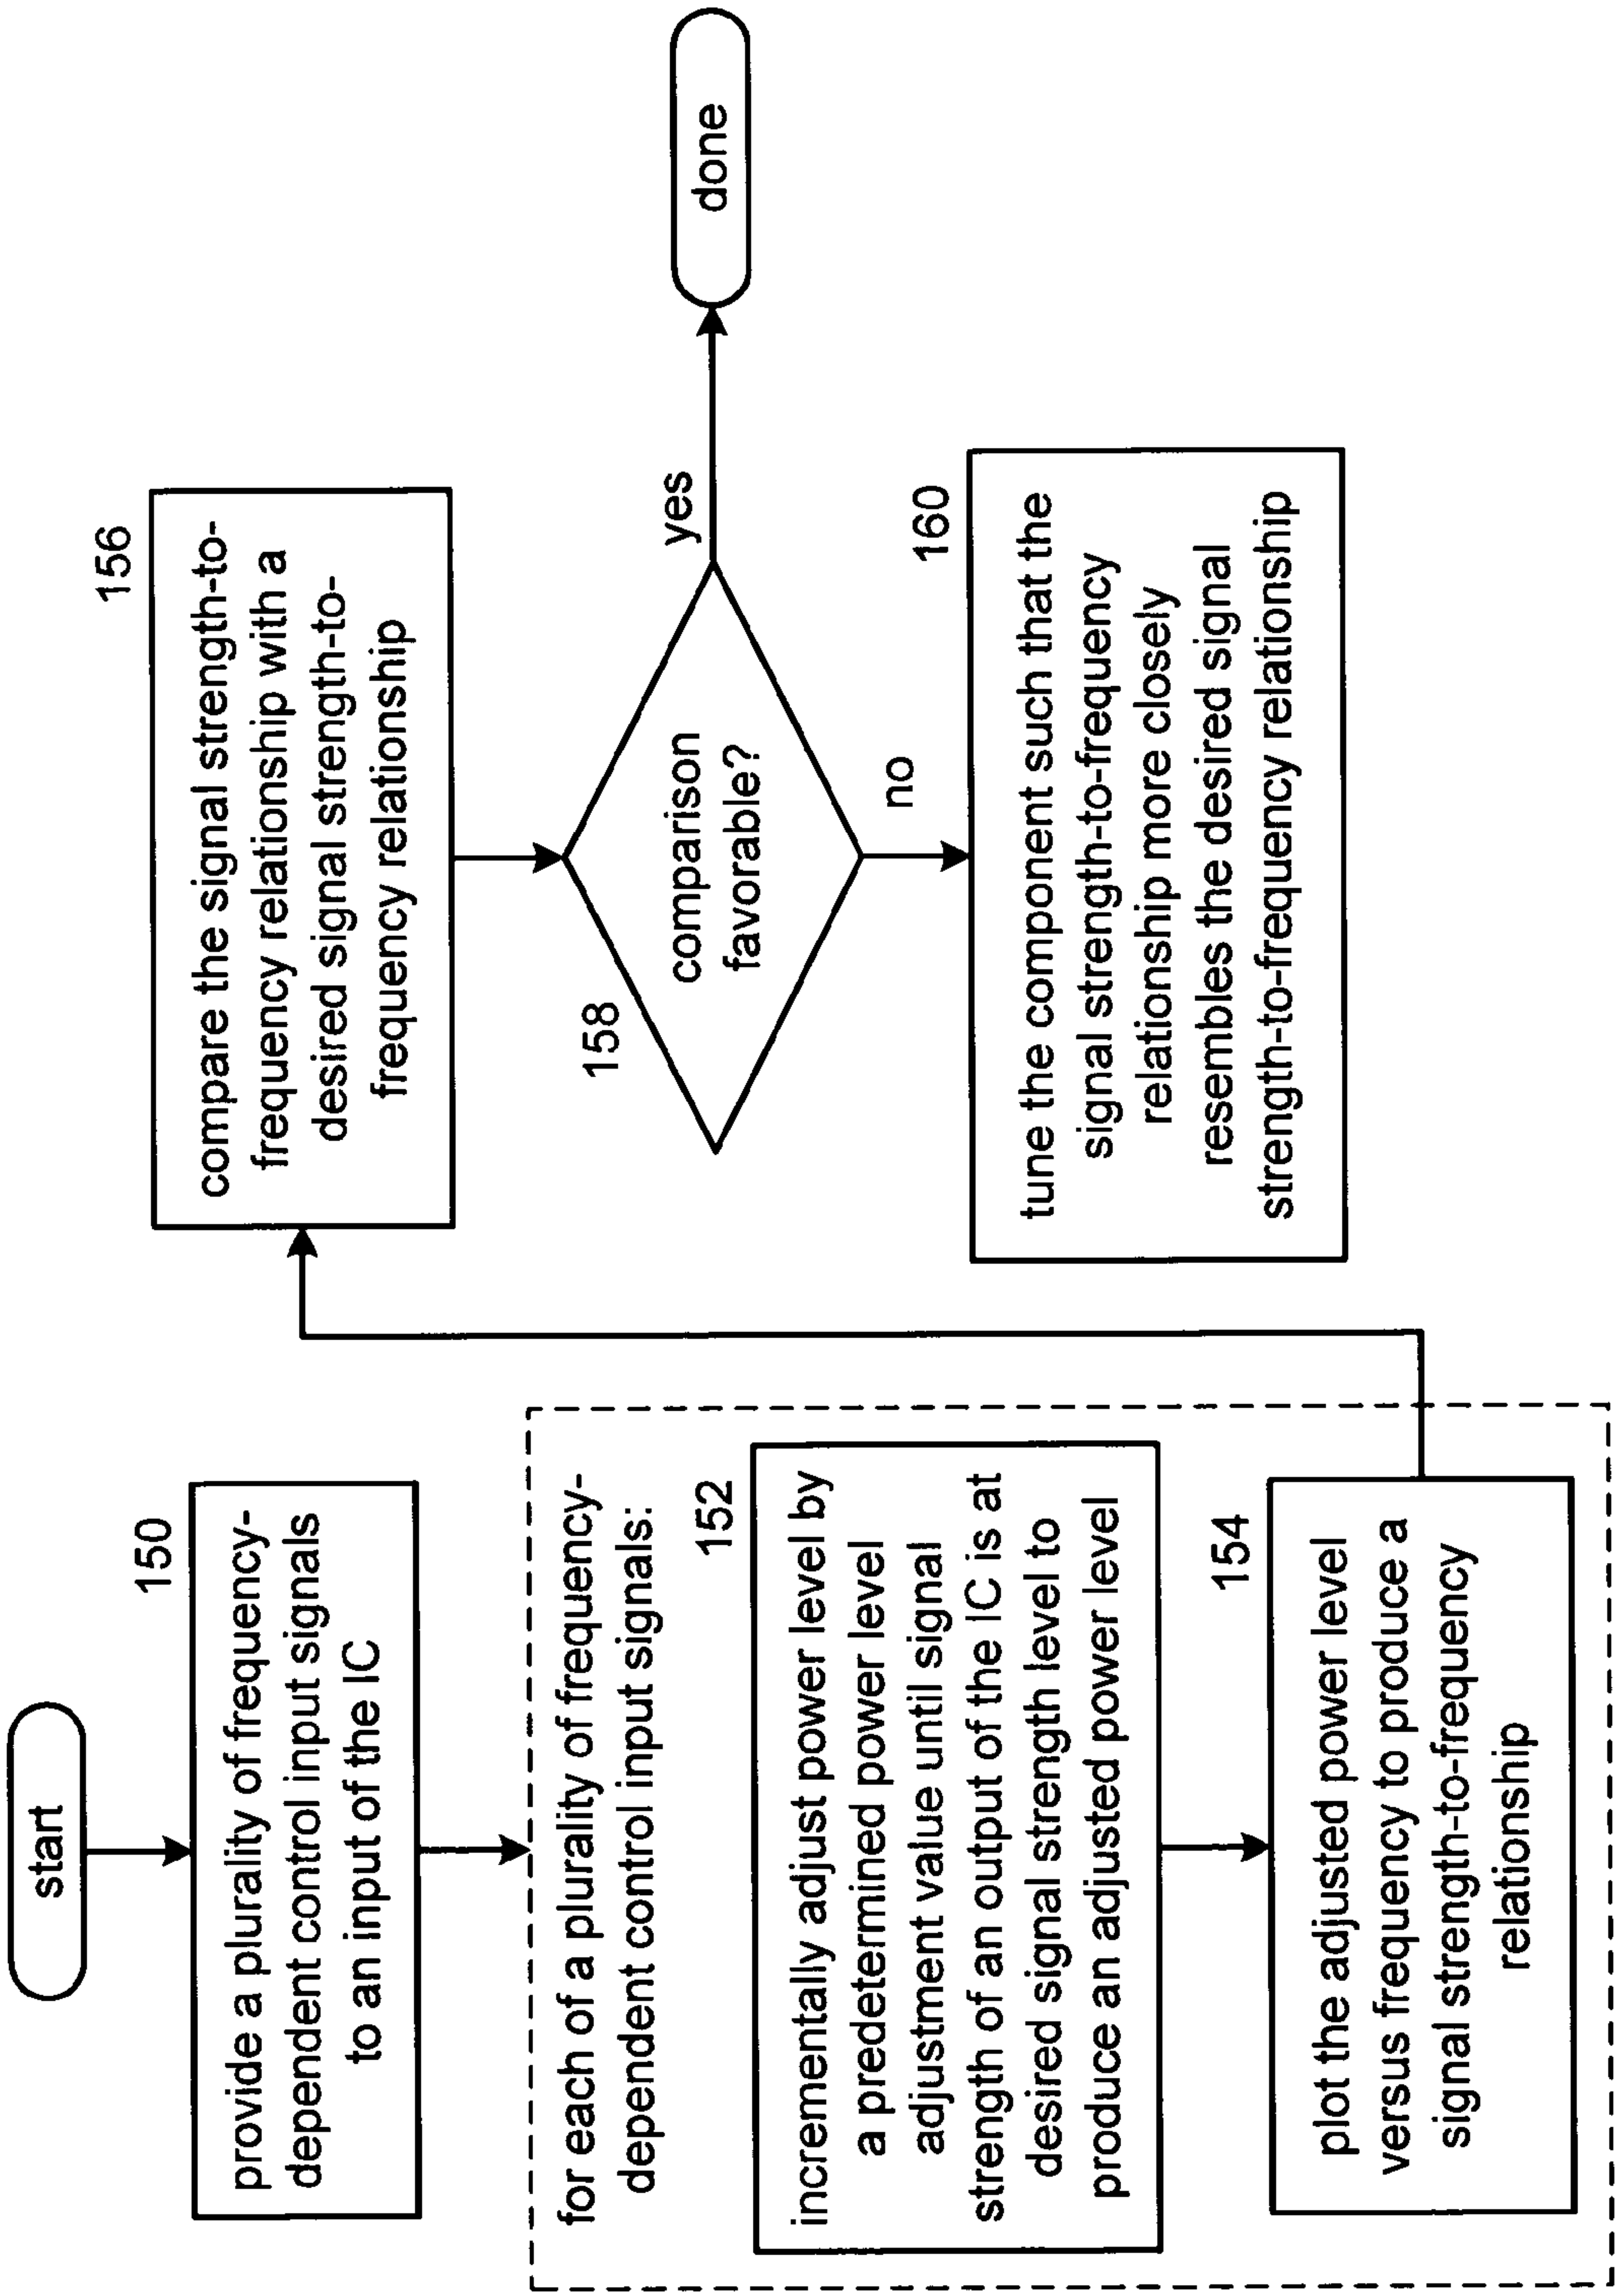 start
150
provide a plurality of frequency-
dependent control input signals
to an input of the IC
for each of a plurality of frequency-
dependent control input signals:
152
incrementally adjust power level by
a predetermined power level
adjustment value until signal
strength of an output of the IC is at
desired signal strength level to
produce an adjusted power level
154
plot the adjusted power level
versus frequency to produce a
signal strength-to-frequency
relationship
156
compare the signal strength-to-
frequency relationship with a
desired signal strength-to-
frequency relationship
158
comparison
favorable?
yes
done
no
160
tune the component such that the
signal strength-to-frequency
relationship more closely
resembles the desired signal
strength-to-frequency relationship